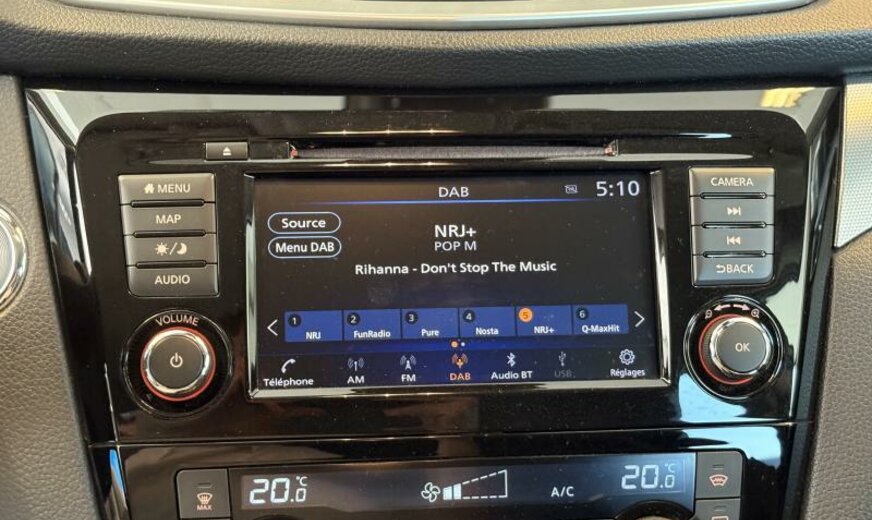 DAB
5:10
MENU
MAP
AUDIO
VOLUME
Source
Menu DAB
NRJ+
POP M
Rihanna - Don't Stop The Music
1 NRJ
2 FunRadio
3 Pure
4 Nosta
5 NRJ+
6 Q-MaxHit
Téléphone
AM
FM
DAB
Audio BT
USB
Réglages
CAMERA
BACK
OK
MAX
20.0°C
A/C
20.0°C